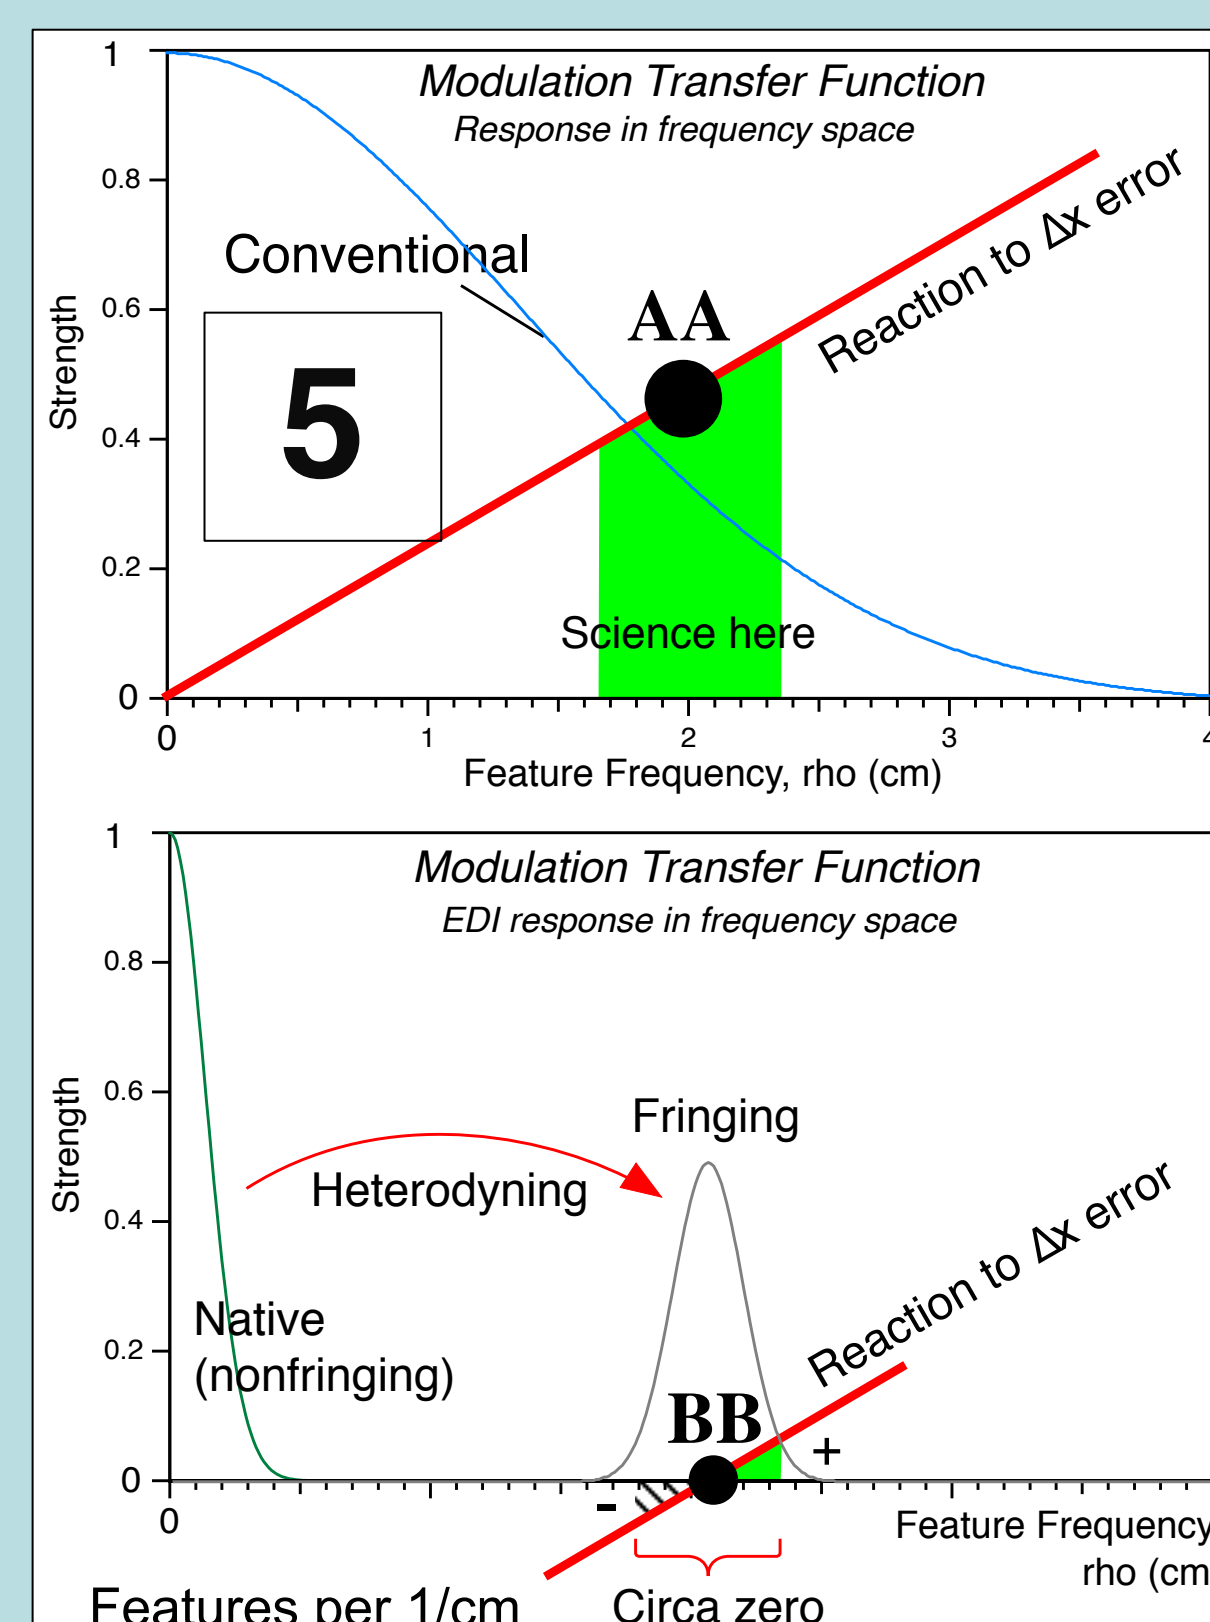 1
Modulation Transfer Function
Response in frequency space
0.8
Conventional
Reaction to Δx error
AA
0.6
Strength
5
0.4
0.2
Science here
0
0
1
2
3
4
Feature Frequency, rho (cm)
1
Modulation Transfer Function
EDI response in frequency space
0.8
0.6
Fringing
Strength
Heterodyning
0.4
Reaction to Δx error
Native
(nonfringing)
0.2
BB
+
0
-
0
Feature Frequency
rho (cm
Features per 1/cm
Circa zero